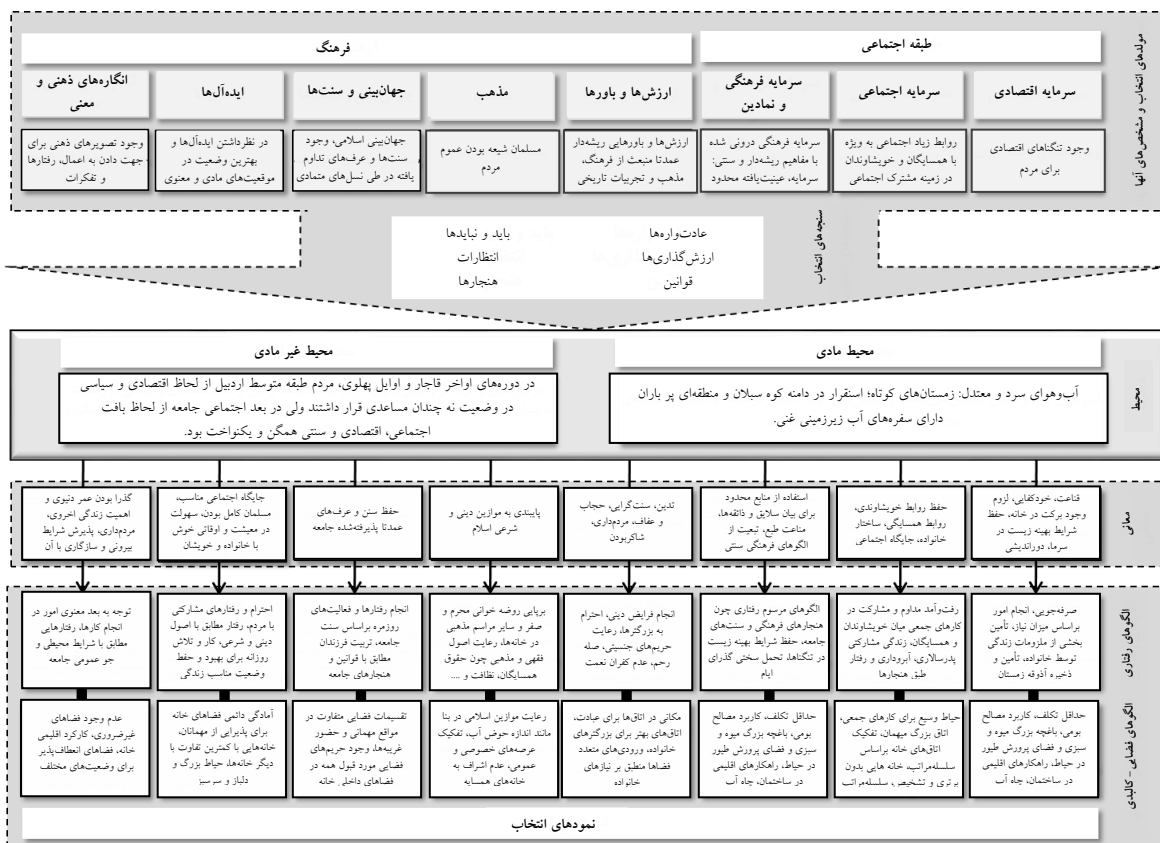 مولدهای انتخاب و مشخص‌های آنها
طبقه اجتماعی
فرهنگ
سرمایه اقتصادی
سرمایه اجتماعی
سرمایه فرهنگی
و نمادین
ارزش‌ها و باورها
مذهب
جهان‌بینی و سنت‌ها
ایده‌آل‌ها
انگاره‌های ذهنی و
معنی
وجود تنگناهای اقتصادی
برای مردم
روابط زیاد اجتماعی به ویژه
با همسایگان و خویشاوندان
در زمینه مشترک اجتماعی
سرمایه فرهنگی درونی شده
با مفاهیم ریشه‌دار و سنتی:
سرمایه، عینیت‌یافته محدود
ارزش‌ها و باورهایی ریشه‌دار
عمدتا منبعث از فرهنگ،
مذهب و تجربیات تاریخی
مسلمان شیعه بودن عموم
مردم
جهان‌بینی اسلامی، وجود
سنت‌ها و عرف‌های تداوم
یافته در طی نسل‌های متمادی
در نظرداشتن ایده‌آل‌ها و
بهترین وضعیت در
موقعیت‌های مادی و معنوی
وجود تصویرهای ذهنی برای
جهت دادن به اعمال، رفتارها
و تفکرات
سنجه‌های انتخاب
عادت‌واره‌ها
باید و نبایدها
ارزش‌گذاری‌ها
انتظارات
قوانین
هنجارها
محیط
محیط مادی
محیط غیر مادی
آب‌وهوای سرد و معتدل: زمستان‌های کوتاه؛ استقرار در دامنه کوه سبلان و منطقه‌ای پر باران
دارای سفره‌های آب زیرزمینی غنی.
در دوره‌های اواخر قاجار و اوایل پهلوی، مردم طبقه متوسط اردبیل از لحاظ اقتصادی و سیاسی
در وضعیت نه چندان مساعدی قرار داشتند ولی در بعد اجتماعی جامعه از لحاظ بافت
اجتماعی، اقتصادی و سنتی همگن و یکنواخت بود.
معانی
قناعت، خودکفایی، لزوم
وجود برکت در خانه، حفظ
شرایط بهینه زیست در
سرما، دوراندیشی
حفظ روابط خویشاوندی،
روابط همسایگی، ساختار
خانواده، جایگاه اجتماعی
استفاده از منابع محدود
برای بیان سلایق و ذائقه‌ها،
مناعت طبع، تبعیت از
الگوهای فرهنگی سنتی
تدین، سنت‌گرایی، حجاب
و عفاف، مردم‌داری،
شاکربودن
پایبندی به موازین دینی و
شرعی اسلام
حفظ سنن و عرف‌های
عمدتا پذیرفته‌شده جامعه
جایگاه اجتماعی مناسب،
مسلمان کامل بودن، سهولت
در معیشت و اوقاتی خوش
با خانواده و خویشان
گذرا بودن عمر دنیوی و
اهمیت زندگی اخروی،
مردم‌داری، پذیرش شرایط
بیرونی و سازگاری با آن
الگوهای رفتاری
صرفه‌جویی، انجام امور
براساس میزان نیاز، تأمین
بخشی از ملزومات زندگی
توسط خانواده، تأمین و
ذخیره آذوقه زمستان
رفت‌وآمد مداوم و مشارکت در
کارهای جمعی میان خویشاوندان
و همسایگان، زندگی مشارکتی
پدرسالاری، آبروداری و رفتار
طبق هنجارها
الگوهای مرسوم رفتاری چون
هنجارهای فرهنگی و سنت‌های
جامعه، حفظ شرایط بهینه زیست
در تنگناها، تحمل سختی گذرای
ایام
انجام فرایض دینی، احترام
به بزرگترها، رعایت
حریم‌های جنسیتی، صله
رحم، عدم کفران نعمت
برپایی روضه خوانی محرم و
صفر و سایر مراسم مذهبی
در خانه‌ها، رعایت اصول
فقهی و مذهبی چون حقوق
همسایگان، نظافت و ....
انجام رفتارها و فعالیت‌های
روزمره براساس سنت
جامعه، تربیت فرزندان
مطابق با قوانین و
هنجارهای جامعه
احترام و رفتارهای مشارکتی
با مردم، رفتار مطابق با اصول
دینی و شرعی، کار و تلاش
روزانه برای بهبود و حفظ
وضعیت مناسب زندگی
توجه به بعد معنوی امور در
انجام کارها، رفتارهایی
مطابق با شرایط محیطی و
جو عمومی جامعه
الگوهای فضایی - کالبدی
حداقل تکلف، کاربرد مصالح
بومی، باغچه بزرگ میوه و
سبزی و فضای پرورش طیور
در حیاط، راهکارهای اقلیمی
در ساختمان، چاه آب
حیاط وسیع برای کارهای جمعی،
اتاق بزرگ میهمان، تفکیک
اتاق‌های خانه براساس
سلسله‌مراتب، خانه هایی بدون
برتری و تشخیص، سلسله‌مراتب
حداقل تکلف، کاربرد مصالح
بومی، باغچه بزرگ میوه و
سبزی و فضای پرورش طیور
در حیاط، راهکارهای اقلیمی
در ساختمان، چاه آب
مکانی در اتاق‌ها برای عبادت،
اتاق‌های بهتر برای بزرگترهای
خانواده، ورودی‌های متعدد
فضاها منطبق بر نیازهای
خانواده
رعایت موازین اسلامی در بنا
مانند اندازه حوض آب، تفکیک
عرصه‌های خصوصی و
عمومی، عدم اشراف به
خانه‌های همسایه
تقسیمات فضایی متفاوت در
مواقع مهمانی و حضور
غریبه‌ها، وجود حریم‌های
فضایی مورد قبول همه در
فضاهای داخلی خانه
آمادگی دائمی فضاهای خانه
برای پذیرایی از مهمانان،
خانه‌هایی با کمترین تفاوت با
دیگر خانه‌ها، حیاط بزرگ و
دلباز و سرسبز
عدم وجود فضاهای
غیرضروری، کارکرد اقلیمی
خانه، فضاهای انعطاف‌پذیر
برای وضعیت‌های مختلف
نمودهای انتخاب